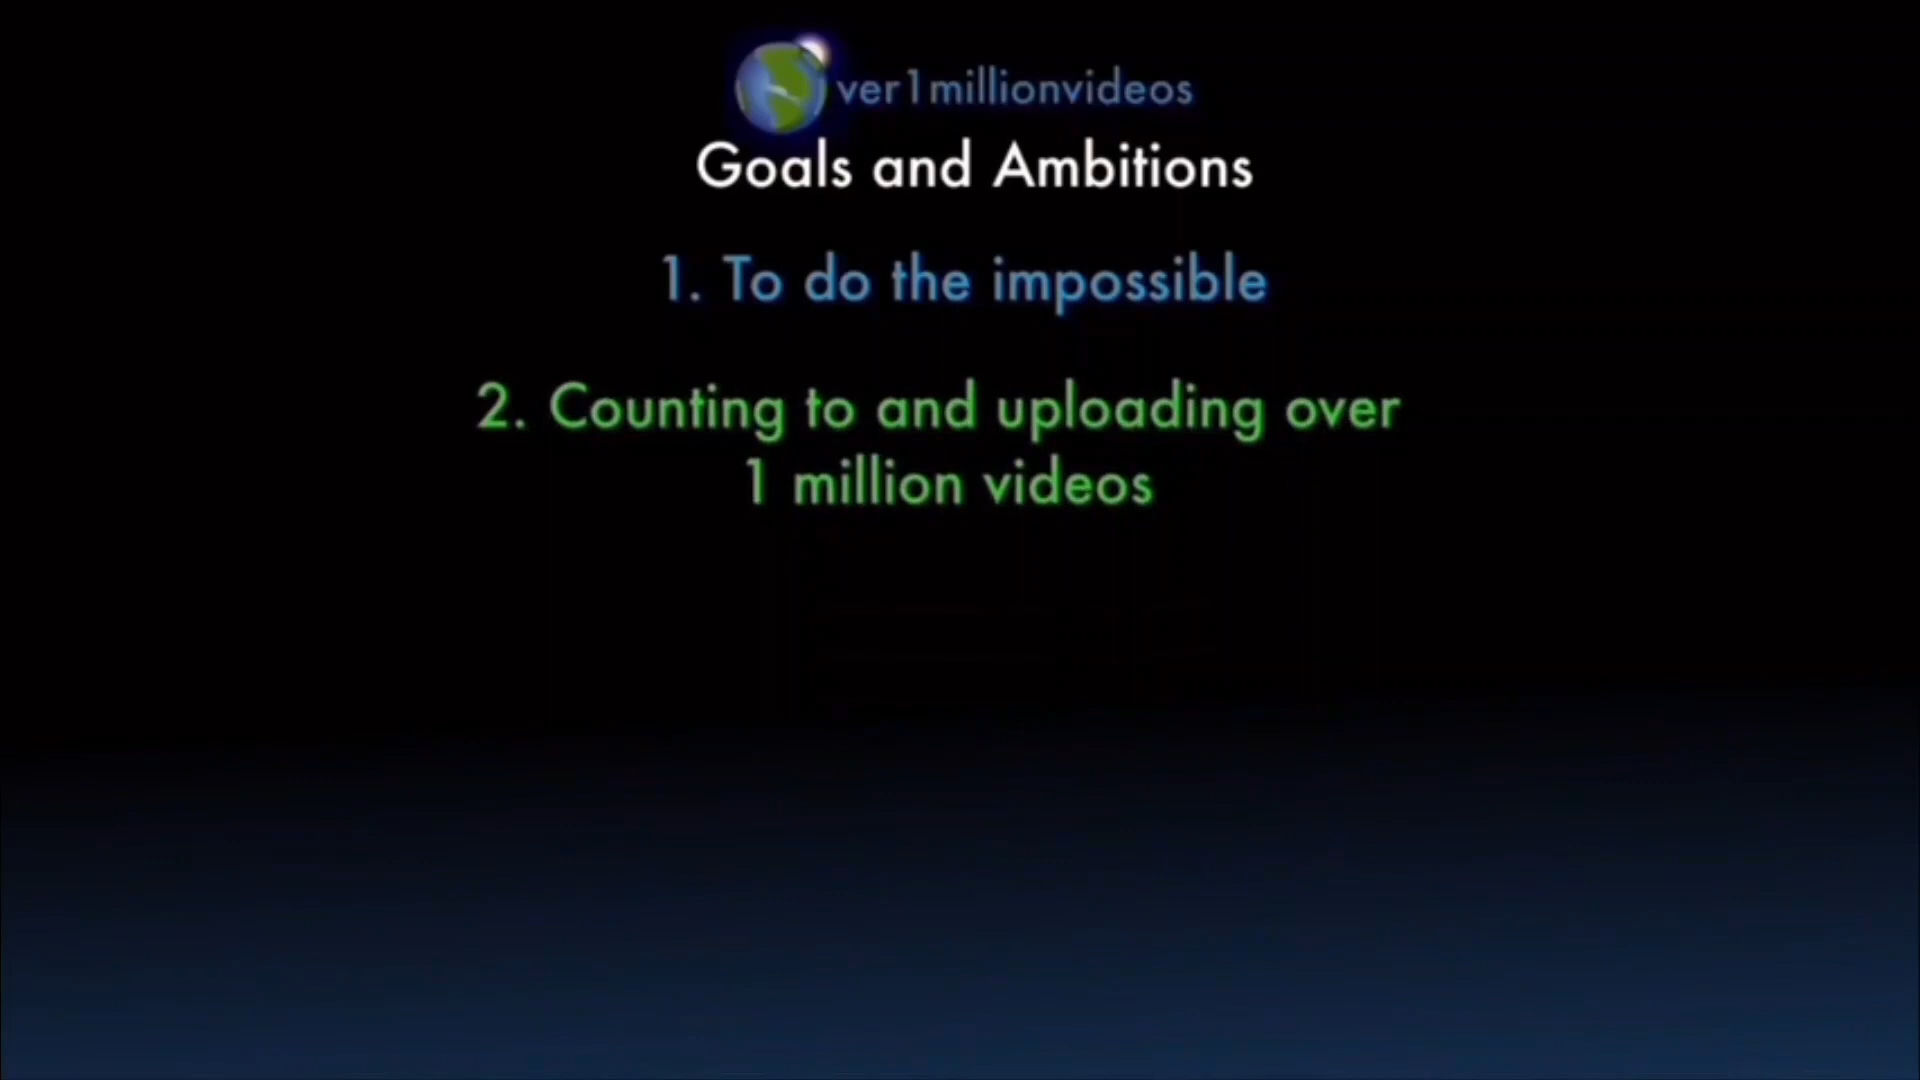 ver1millionvideos
Goals and Ambitions
1. To do the impossible
2. Counting to and uploading over
1 million videos